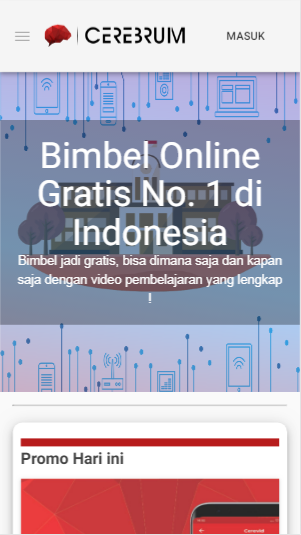 CEREBRUM
MASUK
Bimbel Online
Gratis No. 1 di
Indonesia
Bimbel jadi gratis, bisa dimana saja dan kapan
saja dengan video pembelajaran yang lengkap
!
Promo Hari ini